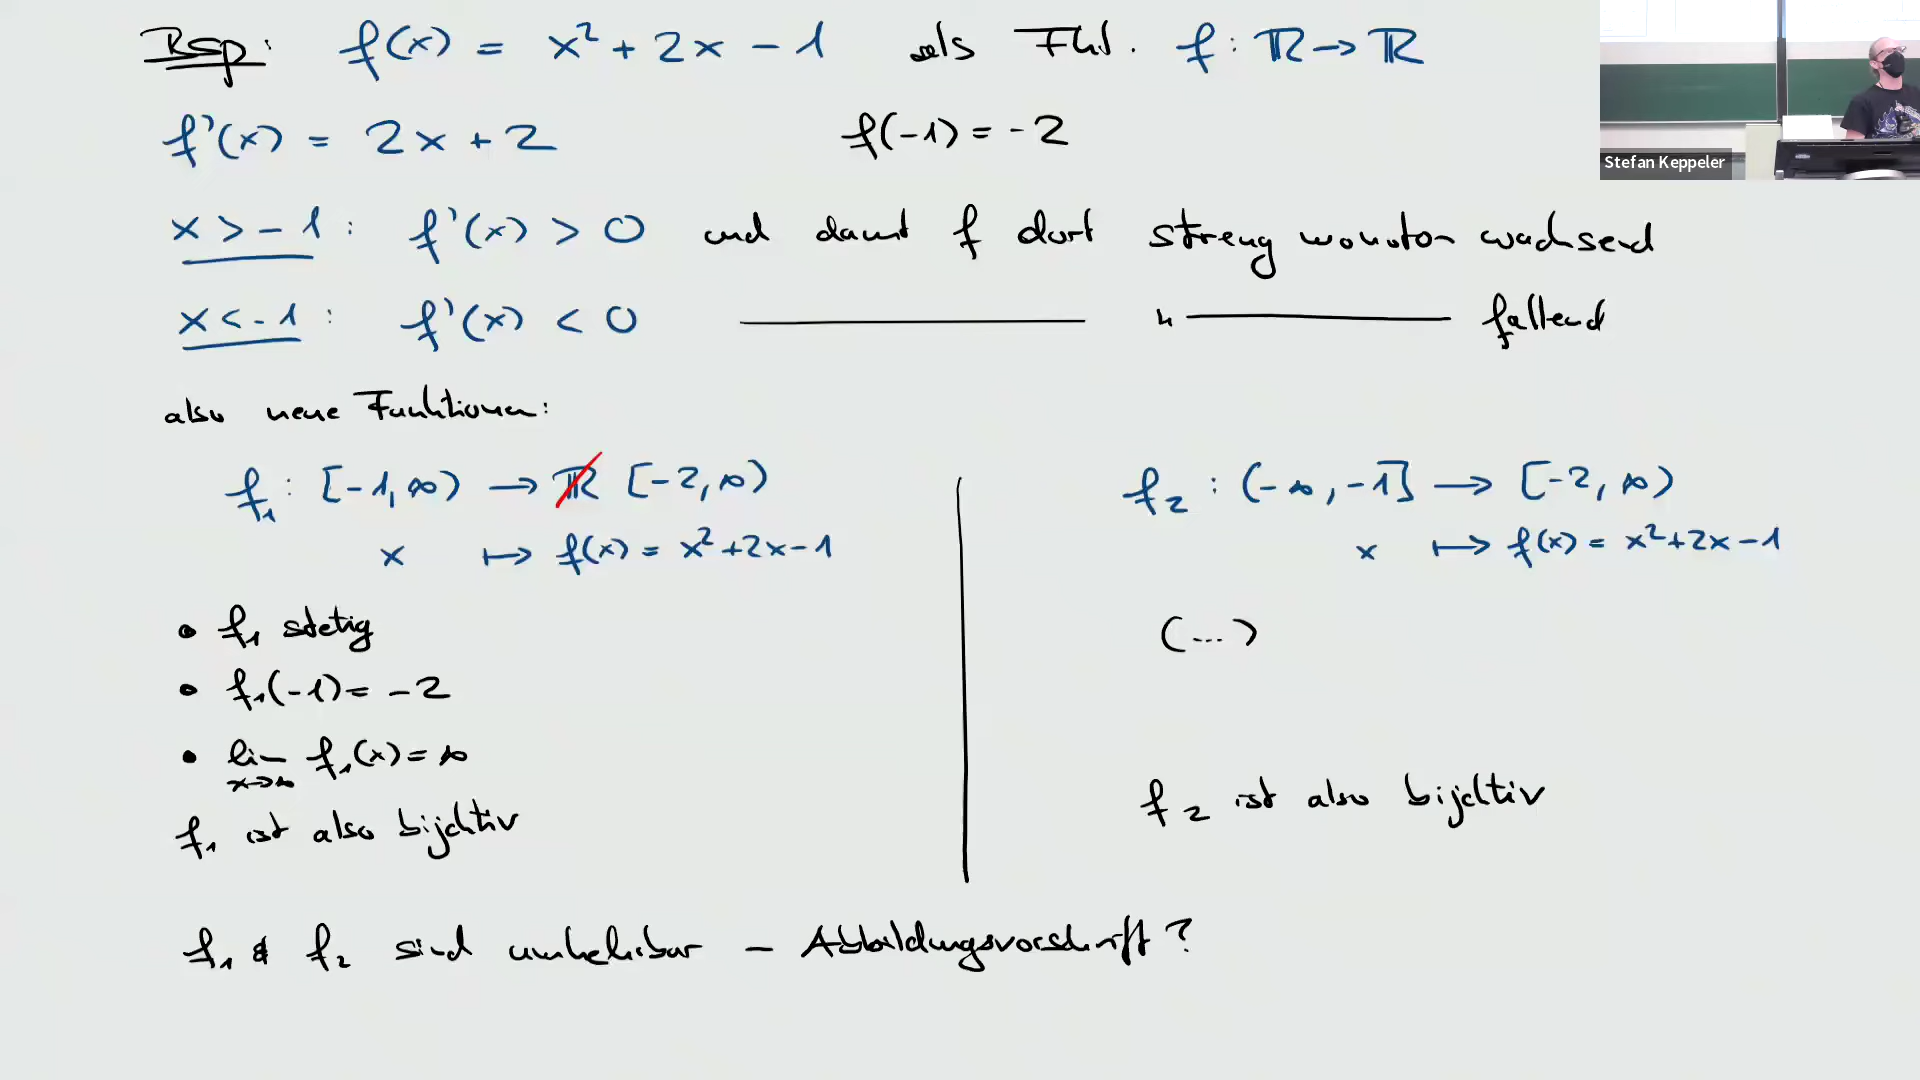 Bsp: f(x) = x² + 2x - 1 als Fkt. f: ℝ → ℝ
Stefan Keppeler
f'(x) = 2x + 2 f(-1) = -2
x > -1: f'(x) > 0 und damit f dort streng monoton wachsend
x < -1: f'(x) < 0 ——— " ——— fallend
also neue Funktionen:
f₁: [-1, ∞) → ℝ [-2, ∞)
x ↦ f(x) = x² + 2x - 1
• f₁ stetig
• f₁(-1) = -2
• lim x→∞ f₁(x) = ∞
f₁ ist also bijektiv
f₂: (-∞, -1] → [-2, ∞)
x ↦ f(x) = x² + 2x - 1
(...)
f₂ ist also bijektiv
f₁ & f₂ sind umkehrbar – Abbildungsvorschrift?